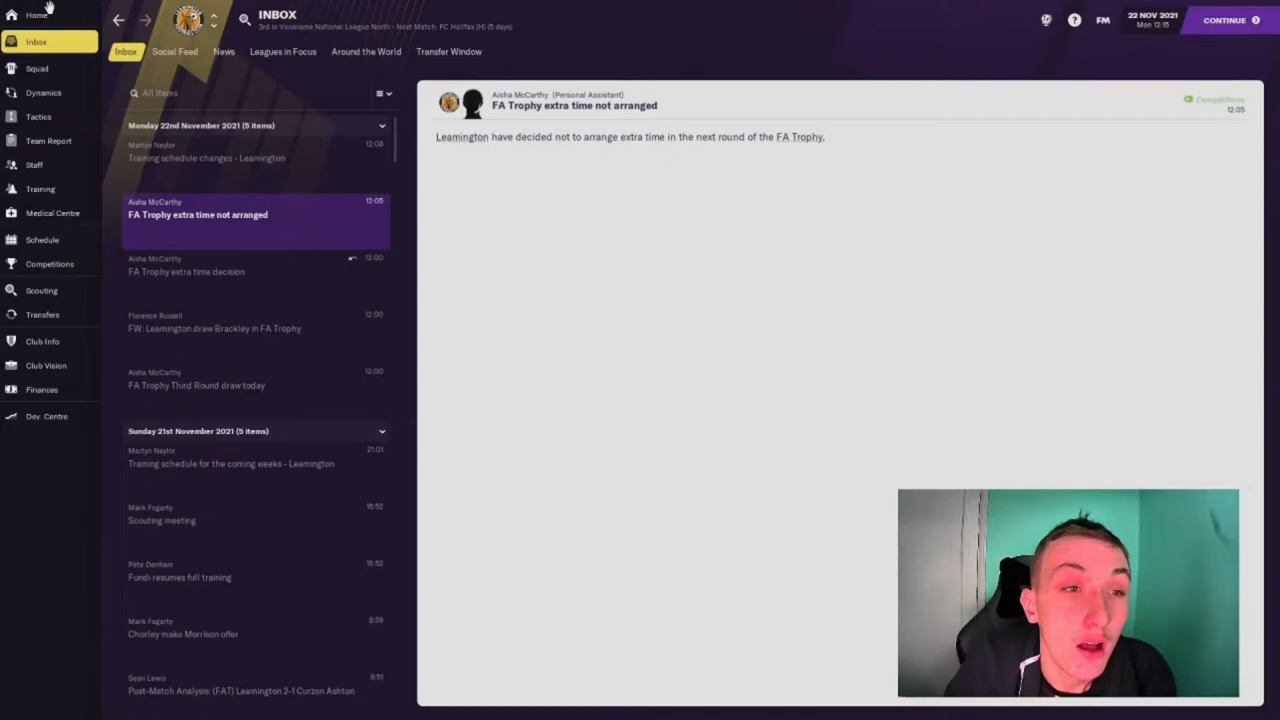 Home
Inbox
Squad
Dynamics
Tactics
Team Report
Staff
Training
Medical Centre
Schedule
Competitions
Scouting
Transfers
Club Info
Club Vision
Finances
Dev. Centre
INBOX
3rd in Vanarama National League North - Next Match: FC Halifax (H) (5 days)
FM
22 NOV 2021
Mon 12:15
CONTINUE
Inbox
Social Feed
News
Leagues in Focus
Around the World
Transfer Window
All Items
Monday 22nd November 2021 (5 items)
Martyn Naylor 12:08
Training schedule changes - Leamington
Aisha McCarthy 12:05
FA Trophy extra time not arranged
Aisha McCarthy 12:00
FA Trophy extra time decision
Florence Russell 12:00
FW: Leamington draw Brackley in FA Trophy
Aisha McCarthy 12:00
FA Trophy Third Round draw today
Sunday 21st November 2021 (5 items)
Martyn Naylor 21:01
Training schedule for the coming weeks - Leamington
Mark Fogarty 16:52
Scouting meeting
Pete Denham 15:52
Fundi resumes full training
Mark Fogarty 8:59
Chorley make Morrison offer
Sean Lewis 8:51
Post-Match Analysis: (FAT) Leamington 2-1 Curzon Ashton
Aisha McCarthy (Personal Assistant)
FA Trophy extra time not arranged
Competitions
12:05
Leamington have decided not to arrange extra time in the next round of the FA Trophy.